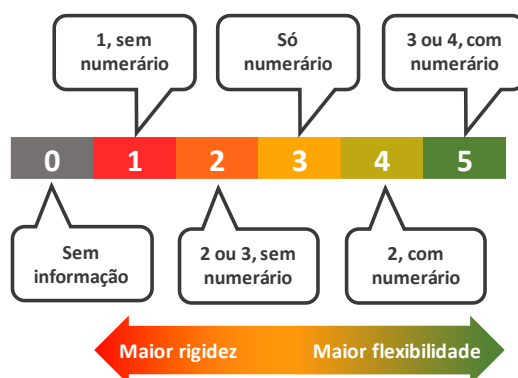 1, sem
numerário
Só
numerário
3 ou 4, com
numerário
0 1 2 3 4 5
Sem
informação
2 ou 3, sem
numerário
2, com
numerário
Maior rigidez Maior flexibilidade